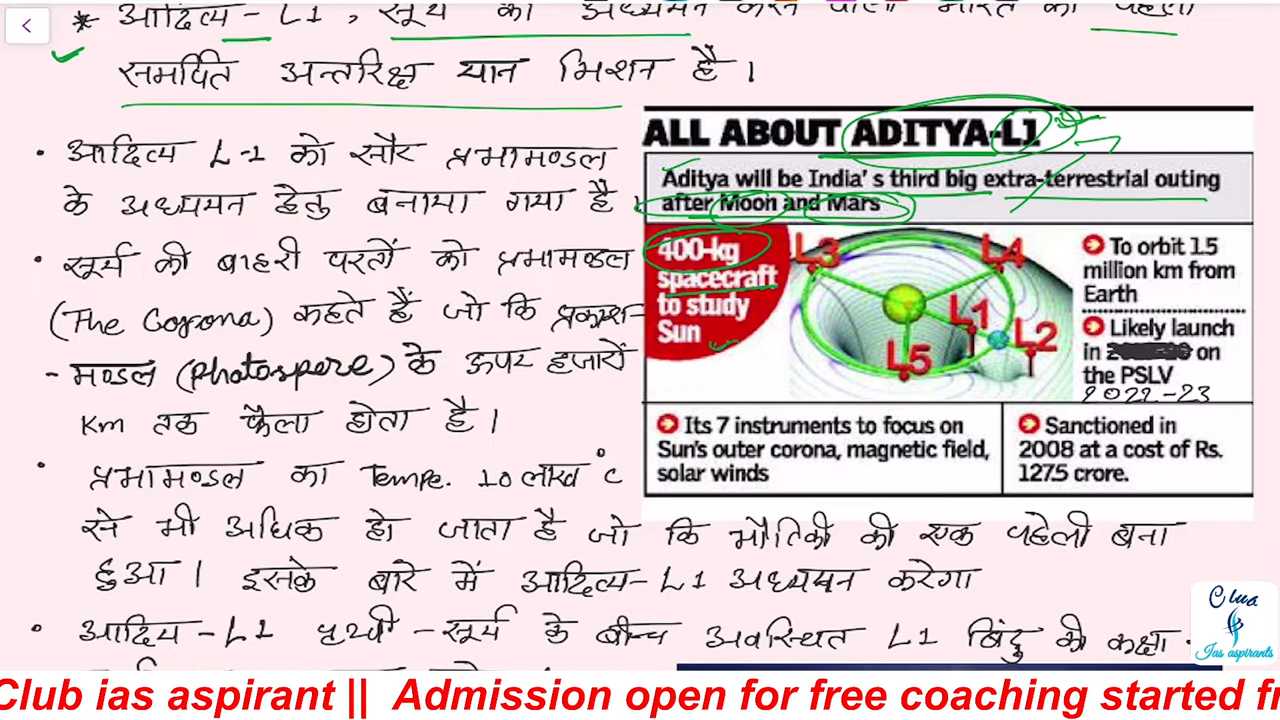 * आदित्य-L1, सूर्य का अध्ययन करने वाला भारत का पहला
समर्पित अन्तरिक्ष यान मिशन है।
• आदित्य L-1 को सौर प्रभामण्डल
के अध्ययन हेतु बनाया गया है।
• सूर्य की बाहरी परतों को प्रभामण्डल
(The Corona) कहते हैं जो कि प्रकाश-
- मण्डल (Photospere) के ऊपर हजारों
Km तक फैला होता है।
• प्रभामण्डल का Tempe. 10 लाख °C
से भी अधिक हो जाता है जो कि भौतिकी की एक पहेली बना
हुआ। इसके बारे में आदित्य-L1 अध्ययन करेगा
• आदिय-L1 पृथ्वी-सूर्य के बीच अवस्थित L1 बिंदु की कक्षा
ALL ABOUT ADITYA-L1
Aditya will be India's third big extra-terrestrial outing
after Moon and Mars
400-kg
spacecraft
to study
Sun
L3
L4
L1
L2
L5
To orbit 1.5
million km from
Earth
Likely launch
in on
the PSLV
2022-23
Its 7 instruments to focus on
Sun's outer corona, magnetic field,
solar winds
Sanctioned in
2008 at a cost of Rs.
127.5 crore.
Club
Ias aspirants
Club ias aspirant || Admission open for free coaching started f